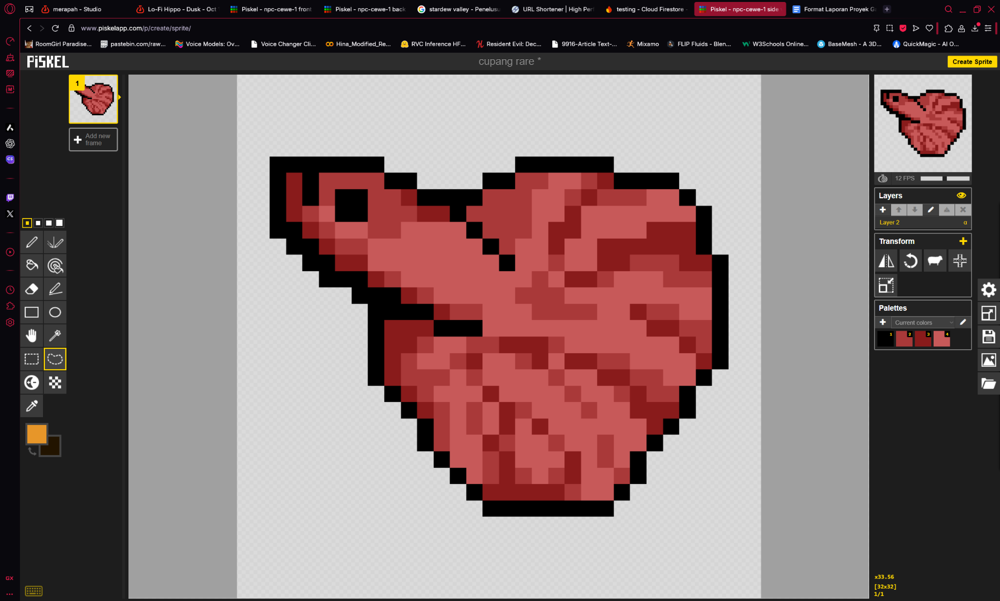 merapah - Studio
Lo-Fi Hippo - Dusk - Oct
Piskel - npc-cewe-1 front
Piskel - npc-cewe-1 back
stardew valley - Penelusu
URL Shortener | High Per
testing - Cloud Firestore -
Piskel - npc-cewe-1 side
Format Laporan Proyek Ga
www.piskelapp.com/p/create/sprite/
RoomGirl Paradise...
pastebin.com/raw...
Voice Models: Ov...
Voice Changer Cli...
Hina_Modified_Re...
RVC Inference HF...
Resident Evil: Dec...
9916-Article Text-...
Mixamo
FLIP Fluids - Blen...
W3Schools Online...
BaseMesh - A 3D...
QuickMagic - AI O...
PiSKEL
cupang rare *
Create Sprite
1
Add new
frame
12 FPS
Layers
Layer 2
α
Transform
Palettes
Current colors
1 2 3 4
CS
GX
x33.56
[32x32]
1/1